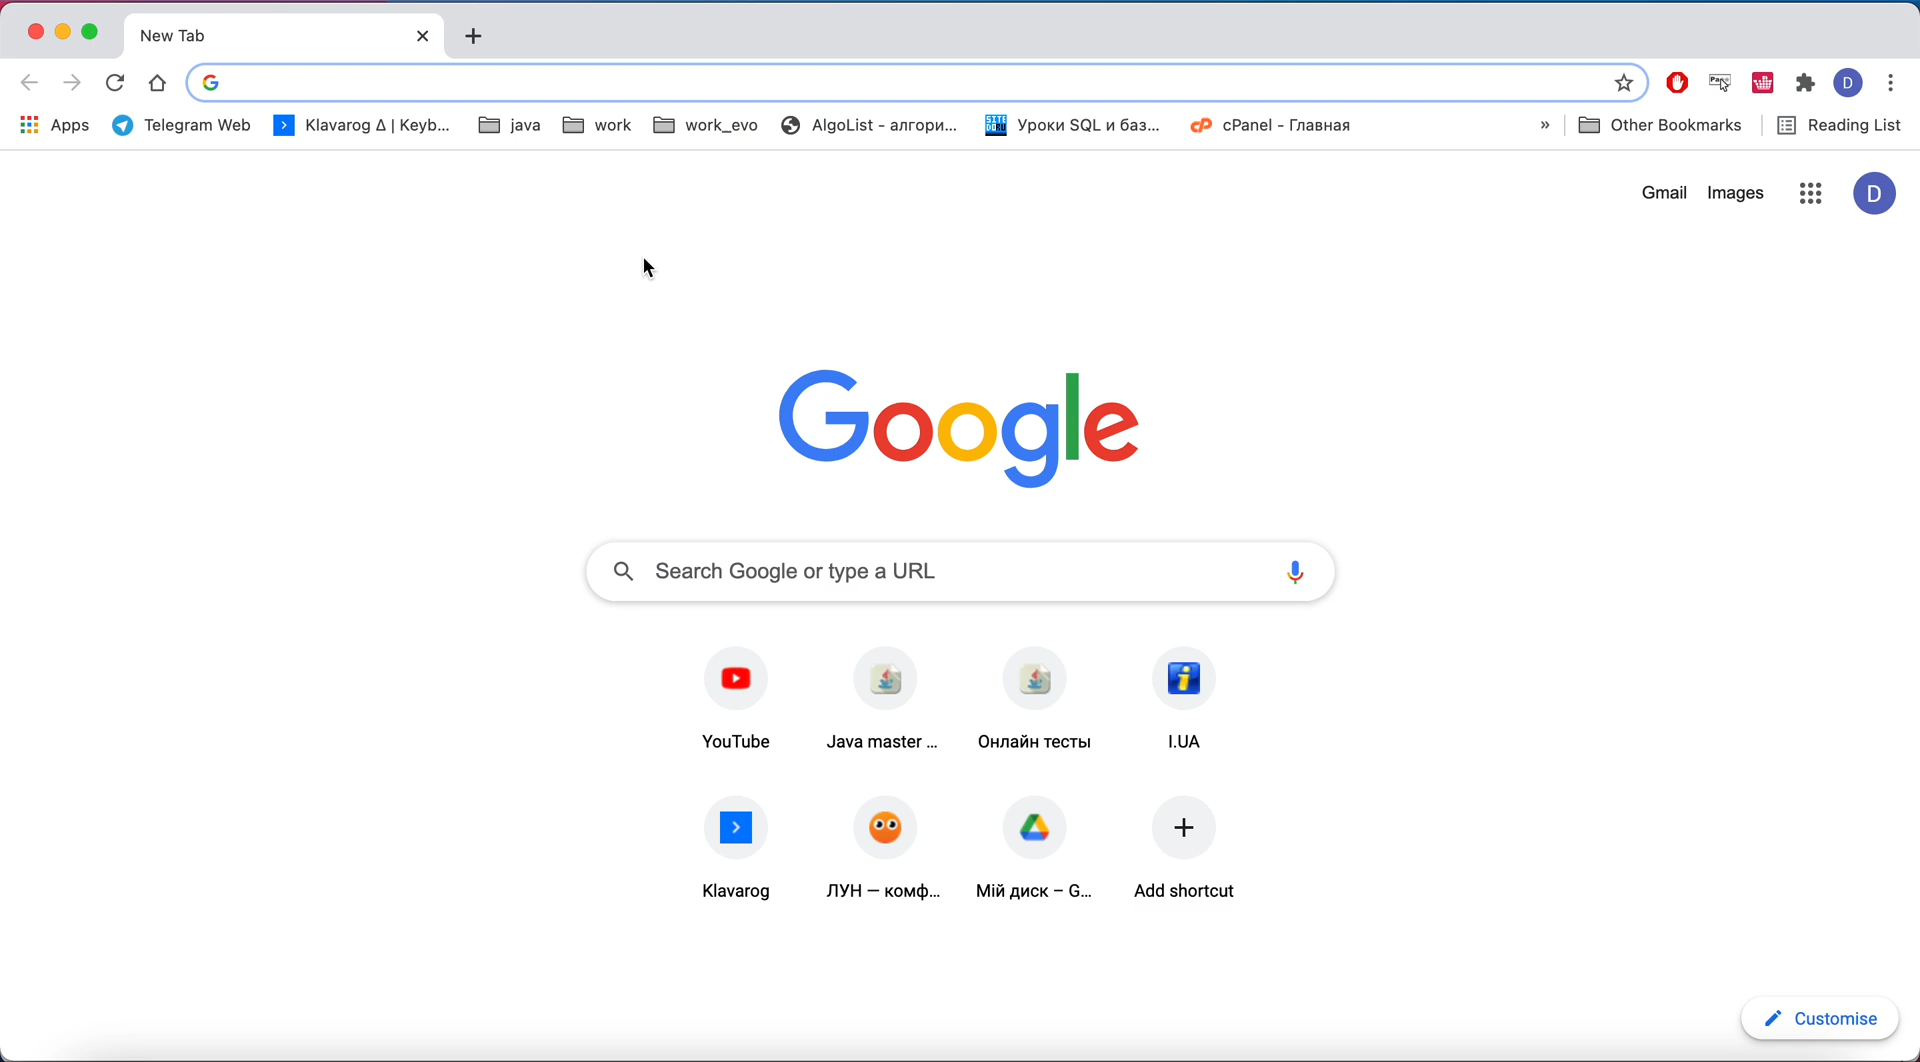 New Tab
Apps Telegram Web Klavarog Δ | Keyb... java work work_evo AlgoList - алгори... Уроки SQL и баз... cPanel - Главная » Other Bookmarks Reading List
D
Gmail Images D
Google
Search Google or type a URL
YouTube Java master ... Онлайн тесты I.UA
Klavarog ЛУН — комф... Мій диск – G... Add shortcut
Customise